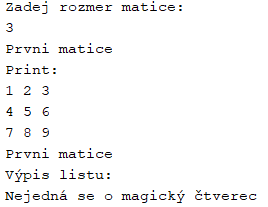 Zadej rozmer matice:
3
Prvni matice
Print:
1 2 3
4 5 6
7 8 9
Prvni matice
Výpis listu:
Nejedná se o magický čtverec